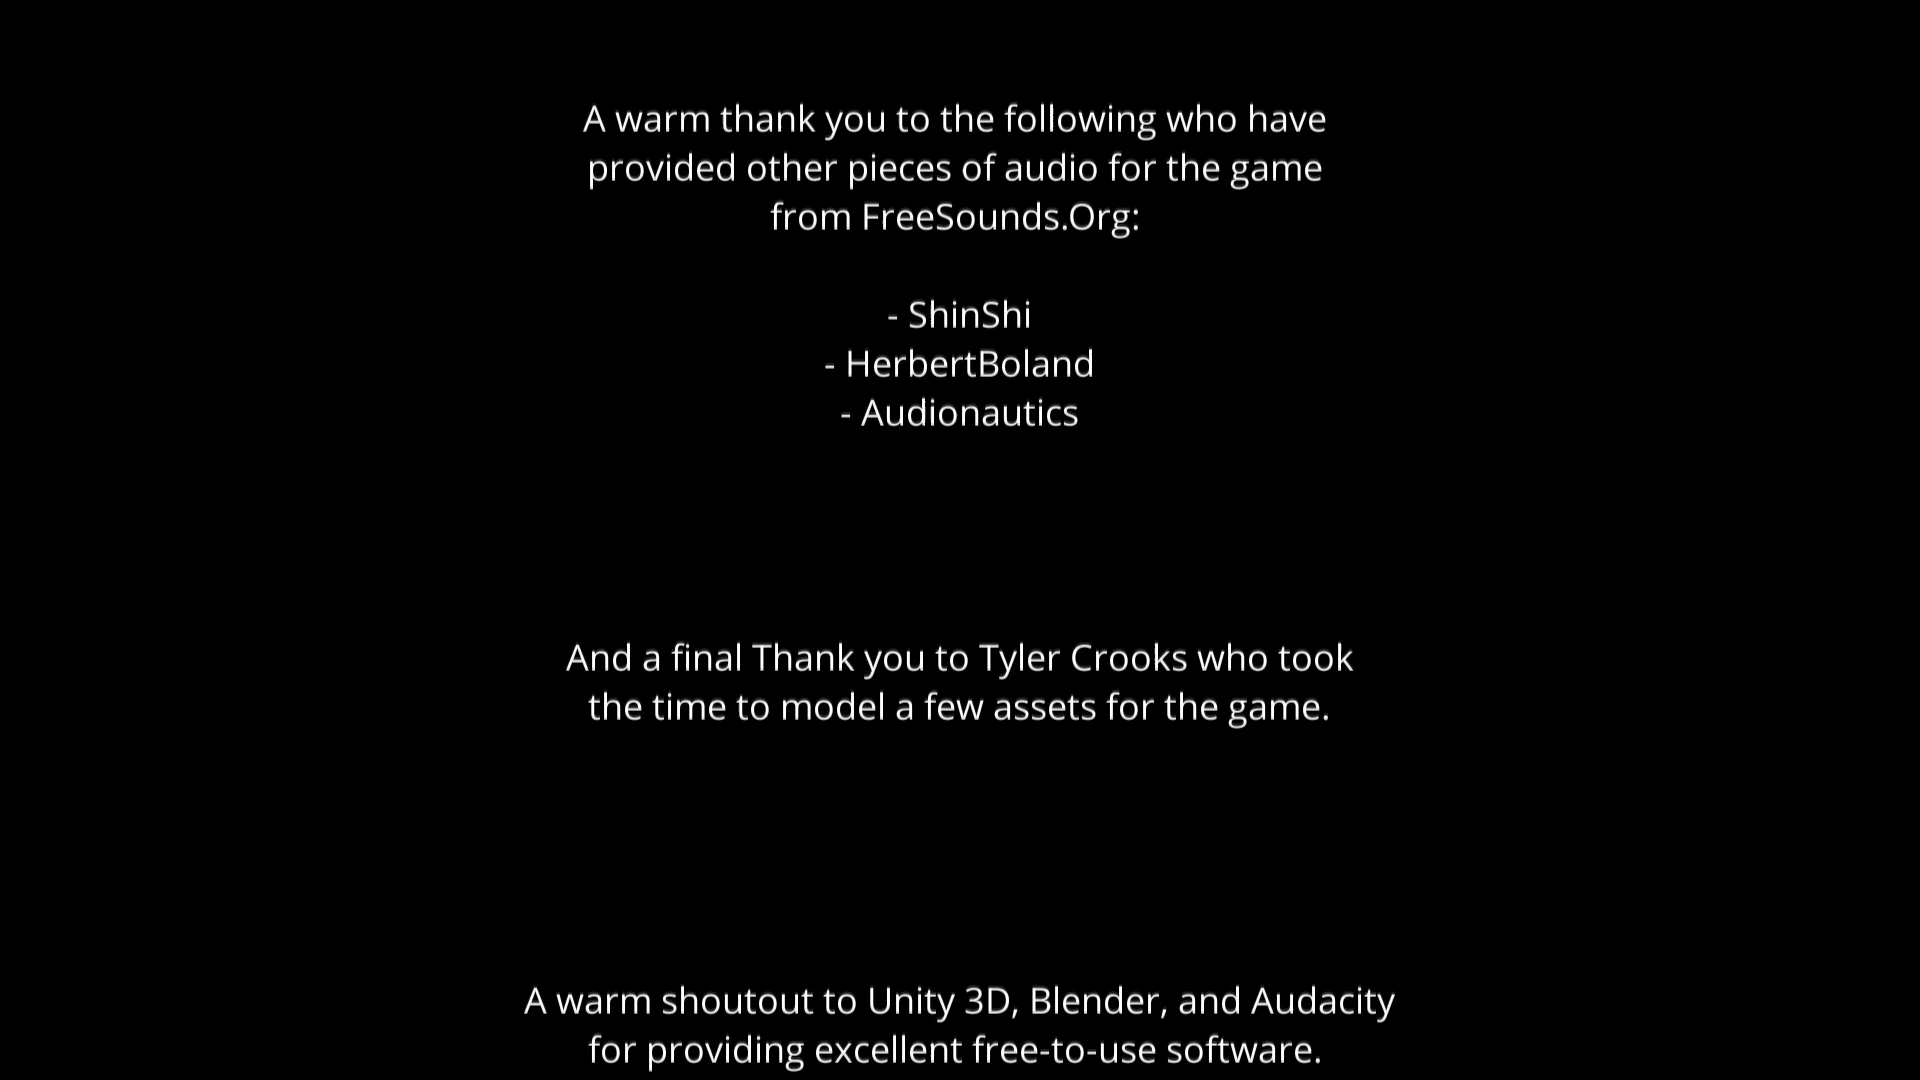 A warm thank you to the following who have
provided other pieces of audio for the game
from FreeSounds.Org:
- ShinShi
- HerbertBoland
- Audionautics
And a final Thank you to Tyler Crooks who took
the time to model a few assets for the game.
A warm shoutout to Unity 3D, Blender, and Audacity
for providing excellent free-to-use software.